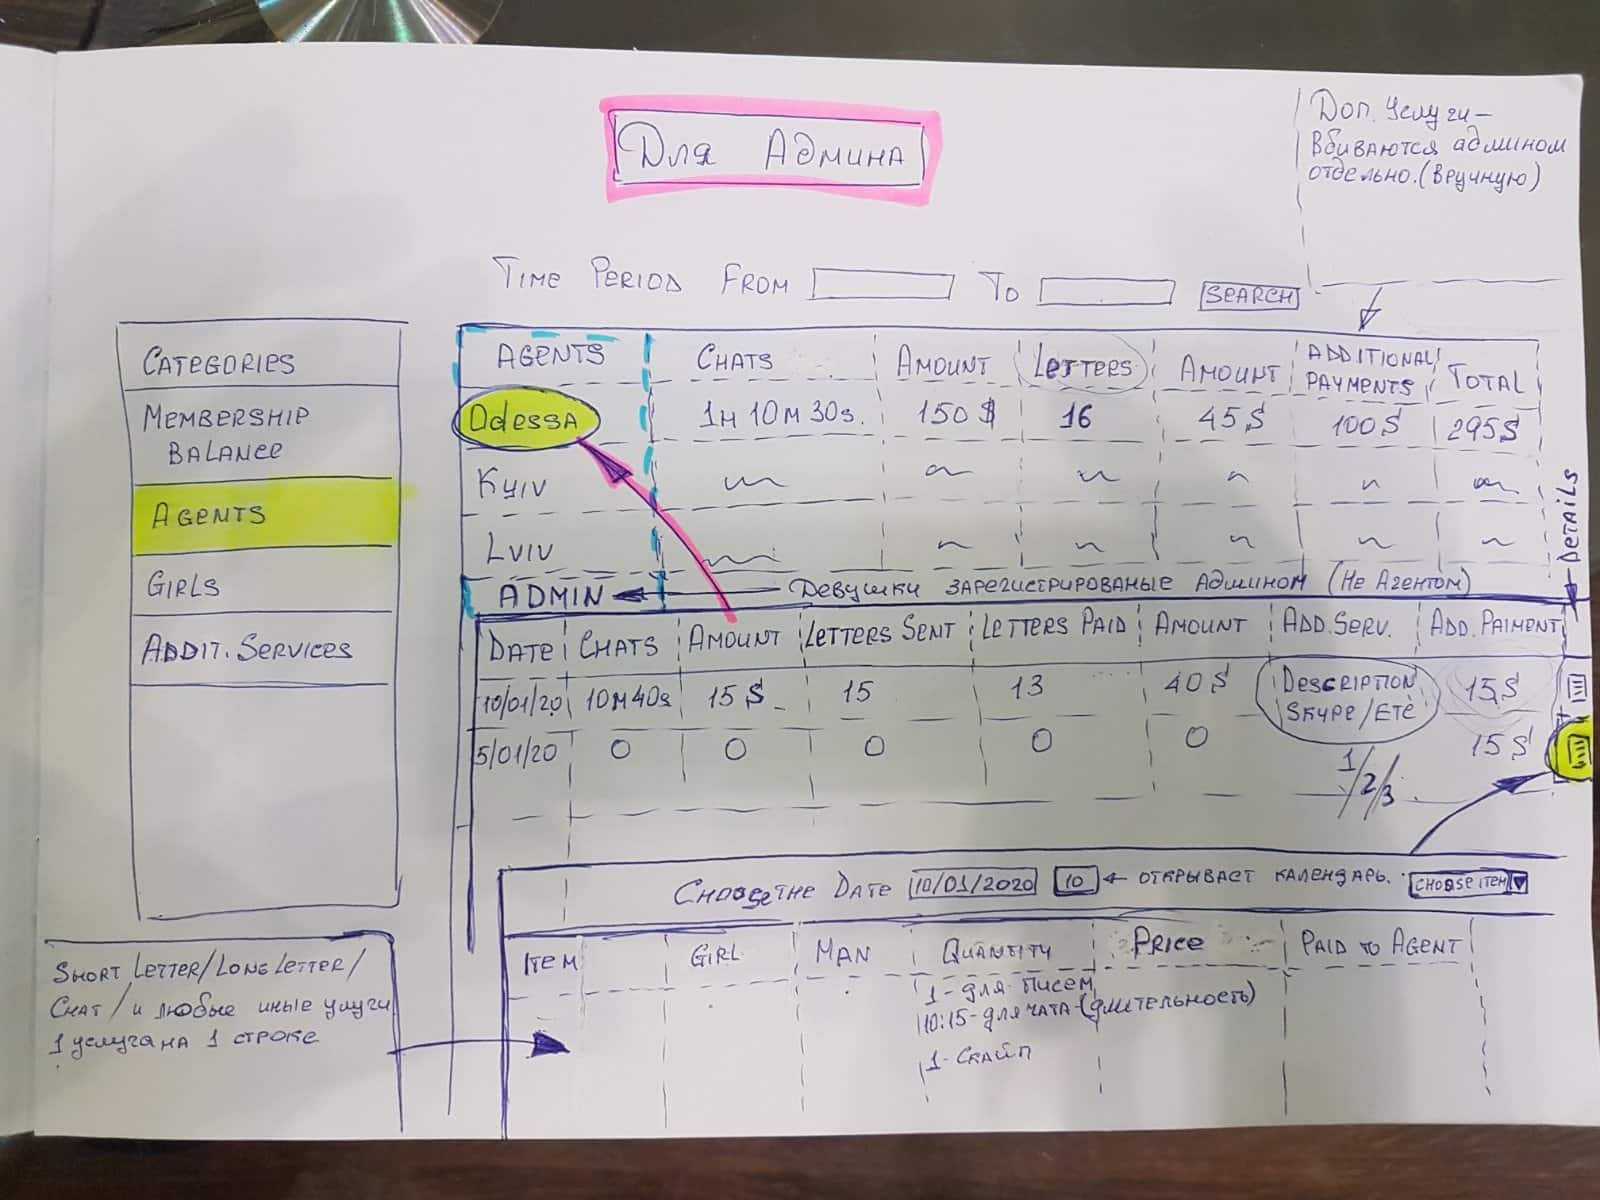 Для Админа
Доп. услуги -
Вбиваются админом
отдельно. (вручную)
Time Period From To Search
Categories
Membership
Balance
Agents
Girls
Addit. Services
Agents Chats Amount Letters Amount Additional Payments Total
Odessa 1н 10м 30s. 150$ 16 45$ 100$ 295$
Kyiv
Lviv
Admin ← Девушки зарегистрированые админом (не агентом)
Details
Date Chats Amount Letters Sent Letters Paid Amount Add.Serv. Add.Paiment
10/01/20 10м40s 15$ 15 13 40$ Description Skype/Etc 15$
5/01/20 0 0 0 0 0 1/2/3 15$
Choose the Date 10/01/2020 10 ← открывает календарь. Choose item
Item Girl Man Quantity Price Paid to Agent
1 - для писем
10:15 - для чата - (длительность)
1 - Скайп
Short Letter/Long Letter/
Chat / и любые иные улуги
1 услуга на 1 строке